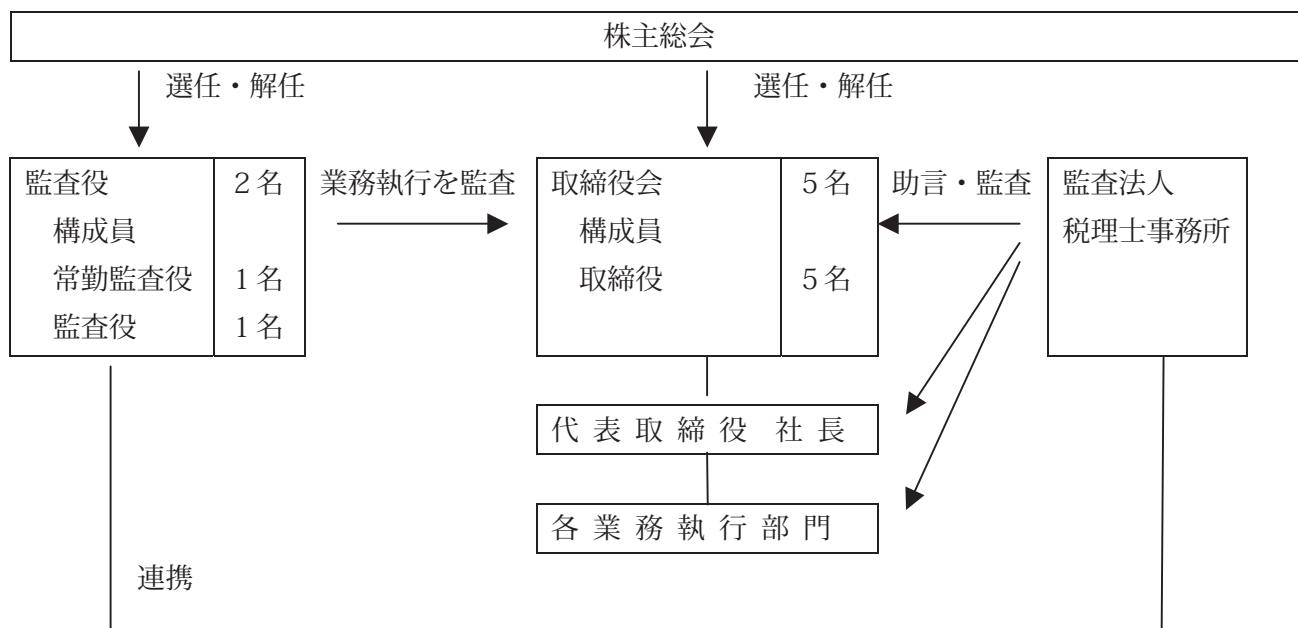 株主総会
選任・解任
選任・解任
監査役 2名
構成員
常勤監査役 1名
監査役 1名
業務執行を監査
取締役会 5名
構成員
取締役 5名
助言・監査
監査法人
税理士事務所
代表取締役 社長
各業務執行部門
連携